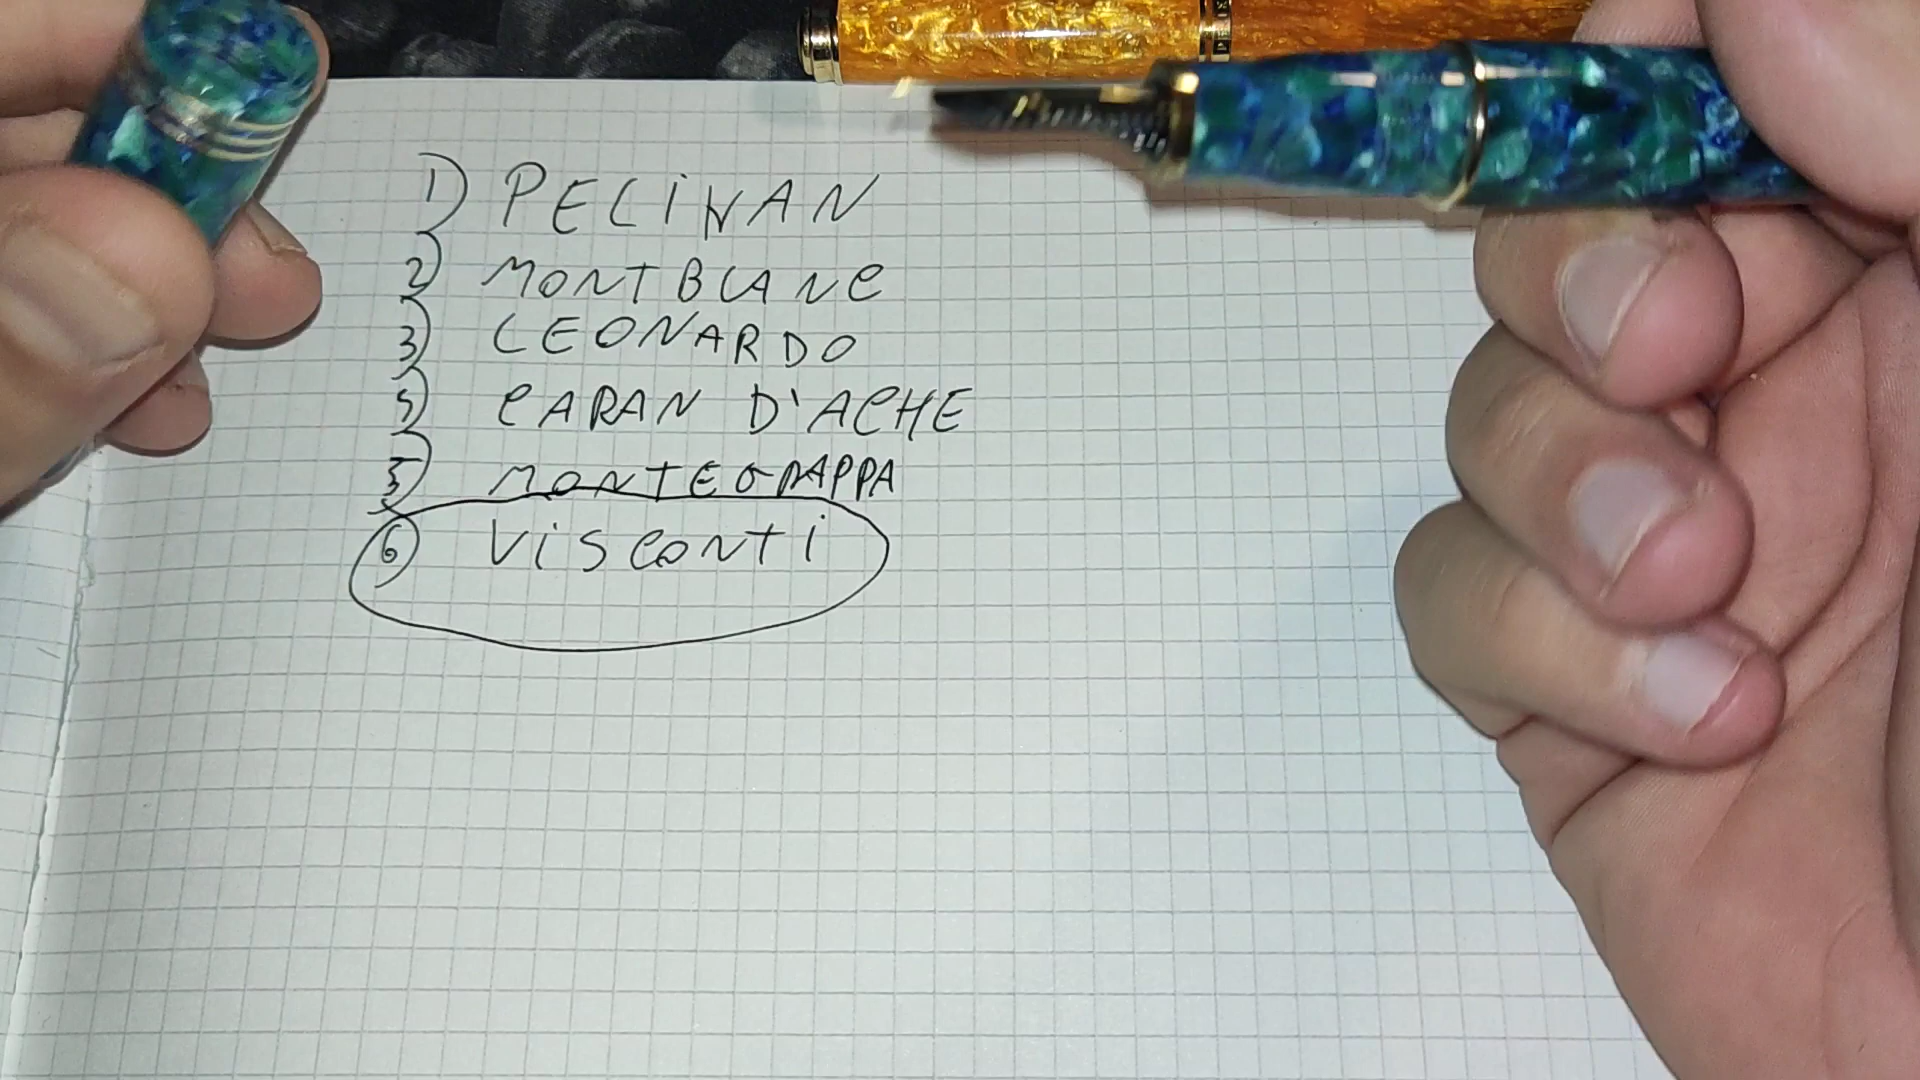 1) PELiKAN
2) MONTBLANC
3) LEONARDO
4) CARAN D'ACHE
5) MONTEGRAPPA
6) ViSCONTi